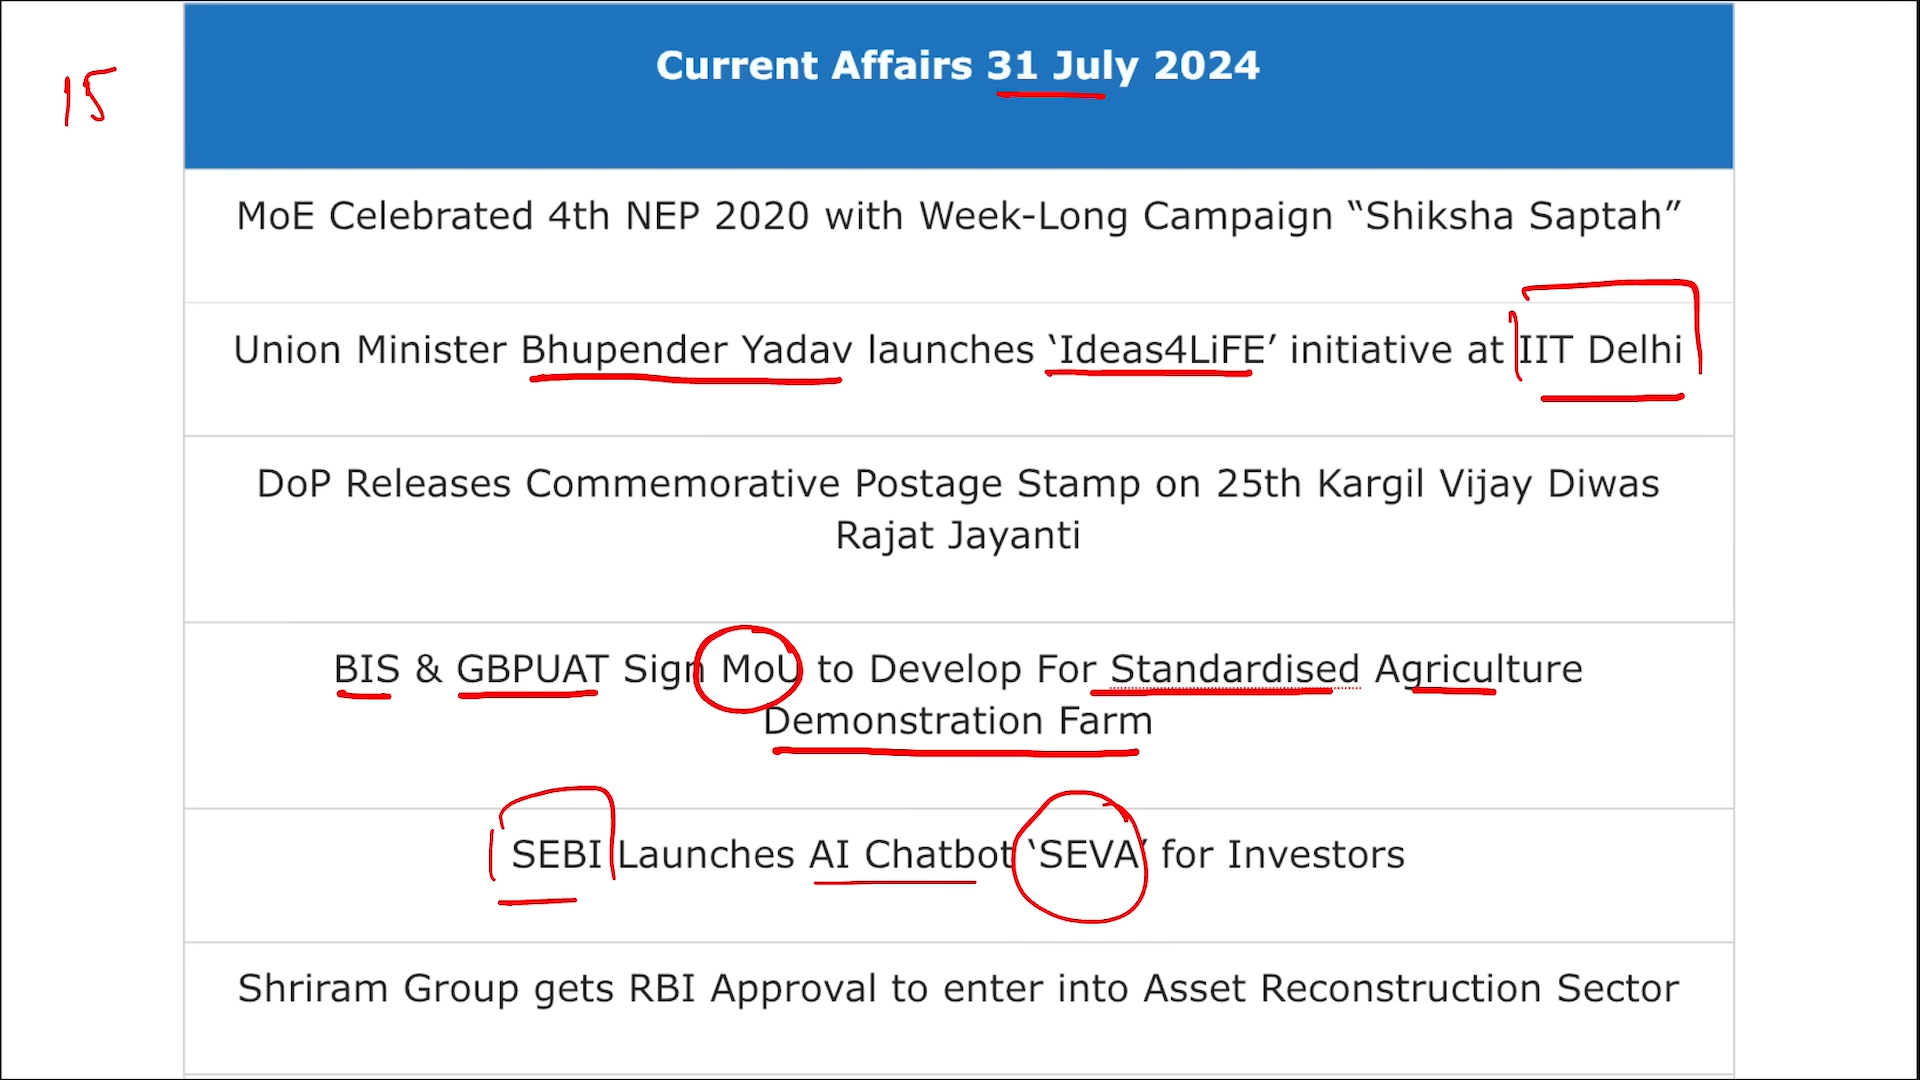 15
Current Affairs 31 July 2024
MoE Celebrated 4th NEP 2020 with Week-Long Campaign “Shiksha Saptah”
Union Minister Bhupender Yadav launches ‘Ideas4LiFE’ initiative at IIT Delhi
DoP Releases Commemorative Postage Stamp on 25th Kargil Vijay Diwas
Rajat Jayanti
BIS & GBPUAT Sign MoU to Develop For Standardised Agriculture
Demonstration Farm
SEBI Launches AI Chatbot ‘SEVA’ for Investors
Shriram Group gets RBI Approval to enter into Asset Reconstruction Sector